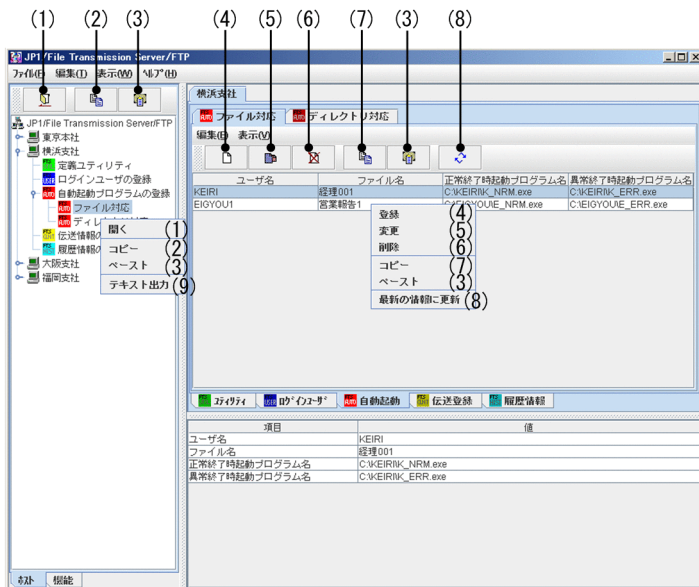 (1) (2) (3) (4) (5) (6) (7) (3) (8)
JP1/File Transmission Server/FTP
ファイル(F) 編集(T) 表示(W) ヘルプ(H)
横浜支社
JP1/File Transmission Server/FTP
東京本社
横浜支社
定義ユティリティ
ログインユーザの登録
自動起動プログラムの登録
ファイル対応
ディレクトリ対応
伝送情報の
履歴情報の
大阪支社
福岡支社
開く (1)
コピー (2)
ペースト (3)
テキスト出力 (9)
ホスト 機能
ファイル対応 ディレクトリ対応
編集(E) 表示(V)
ユーザ名 ファイル名 正常終了時起動プログラム名 異常終了時起動プログラム名
KEIRI 経理001 C:\KEIRI\K_NRM.exe C:\KEIRI\K_ERR.exe
EIGYOU1 営業報告1 C:\EIGYOU\E_NRM.exe C:\EIGYOU\E_ERR.exe
登録 (4)
変更 (5)
削除 (6)
コピー (7)
ペースト (3)
最新の情報に更新 (8)
ユティリティ ログインユーザ 自動起動 伝送登録 履歴情報
項目 値
ユーザ名 KEIRI
ファイル名 経理001
正常終了時起動プログラム名 C:\KEIRI\K_NRM.exe
異常終了時起動プログラム名 C:\KEIRI\K_ERR.exe